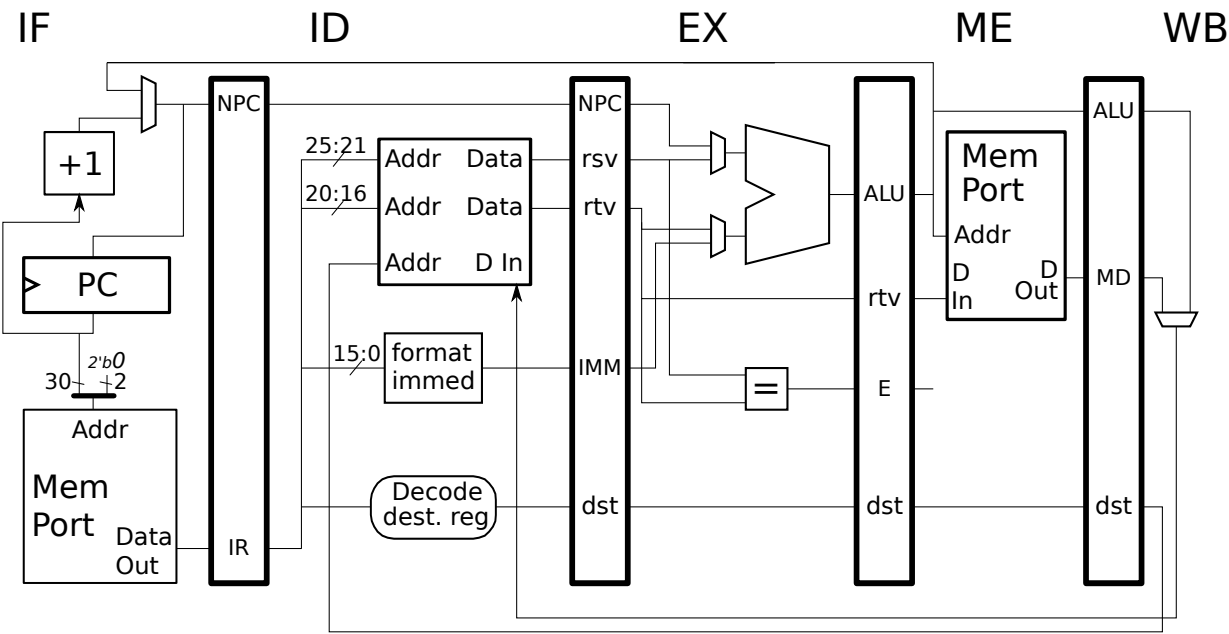 IF ID EX ME WB
NPC
+1
PC
2'b0
30
2
Addr
Mem
Port
Data
Out
IR
25:21
Addr Data
20:16
Addr Data
Addr D In
15:0
format
immed
Decode
dest. reg
NPC
rsv
rtv
IMM
dst
=
ALU
rtv
E
dst
Mem
Port
Addr
D
In
D
Out
ALU
MD
dst